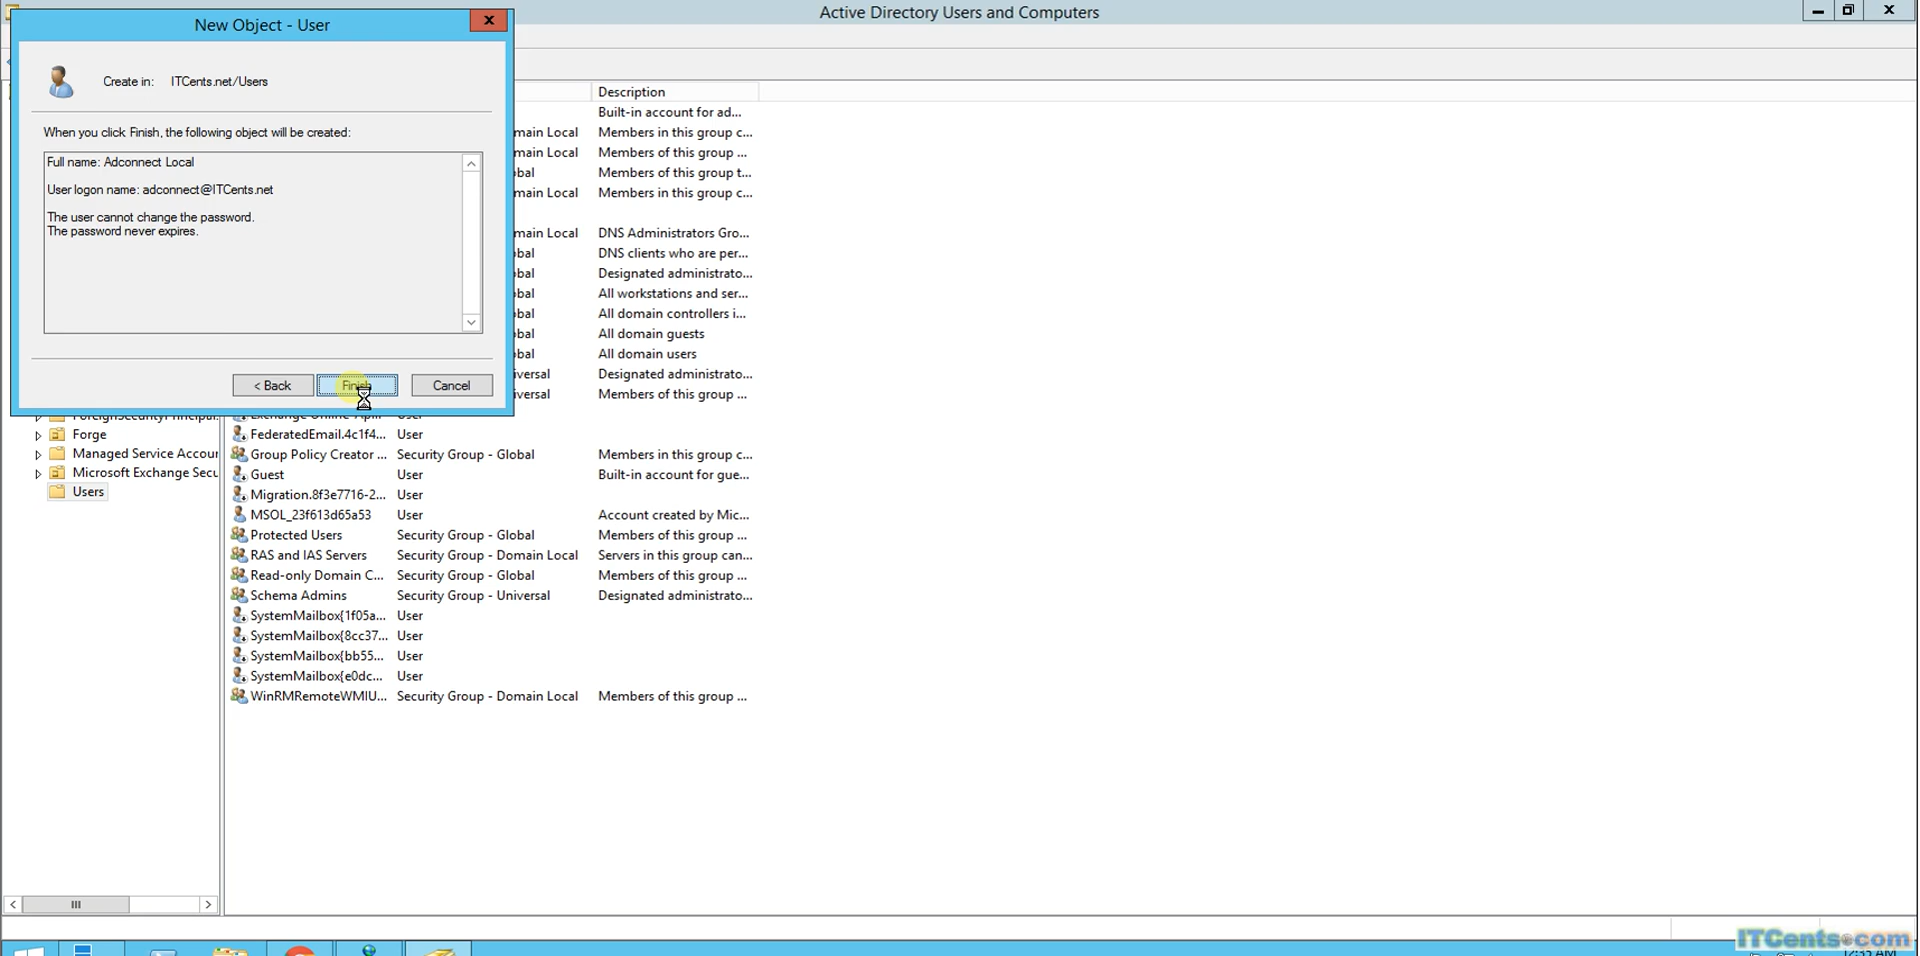 Active Directory Users and Computers
New Object - User
Create in: ITCents.net/Users
When you click Finish, the following object will be created:
Full name: Adconnect Local
User logon name: adconnect@ITCents.net
The user cannot change the password.
The password never expires.
< Back
Cancel
Description
Built-in account for ad...
main Local Members in this group c...
main Local Members of this group ...
bal Members of this group t...
main Local Members in this group c...
main Local DNS Administrators Gro...
bal DNS clients who are per...
bal Designated administrato...
bal All workstations and ser...
bal All domain controllers i...
bal All domain guests
bal All domain users
iversal Designated administrato...
iversal Members of this group ...
User
FederatedEmail.4c1f4... User
Group Policy Creator ... Security Group - Global Members in this group c...
Guest User Built-in account for gue...
Migration.8f3e7716-2... User
MSOL_23f613d65a53 User Account created by Mic...
Protected Users Security Group - Global Members of this group ...
RAS and IAS Servers Security Group - Domain Local Servers in this group can...
Read-only Domain C... Security Group - Global Members of this group ...
Schema Admins Security Group - Universal Designated administrato...
SystemMailbox{1f05a... User
SystemMailbox{8cc37... User
SystemMailbox{bb55... User
SystemMailbox{e0dc... User
WinRMRemoteWMIU... Security Group - Domain Local Members of this group ...
Forge
Managed Service Accour
Microsoft Exchange Secu
Users
ITCents.com